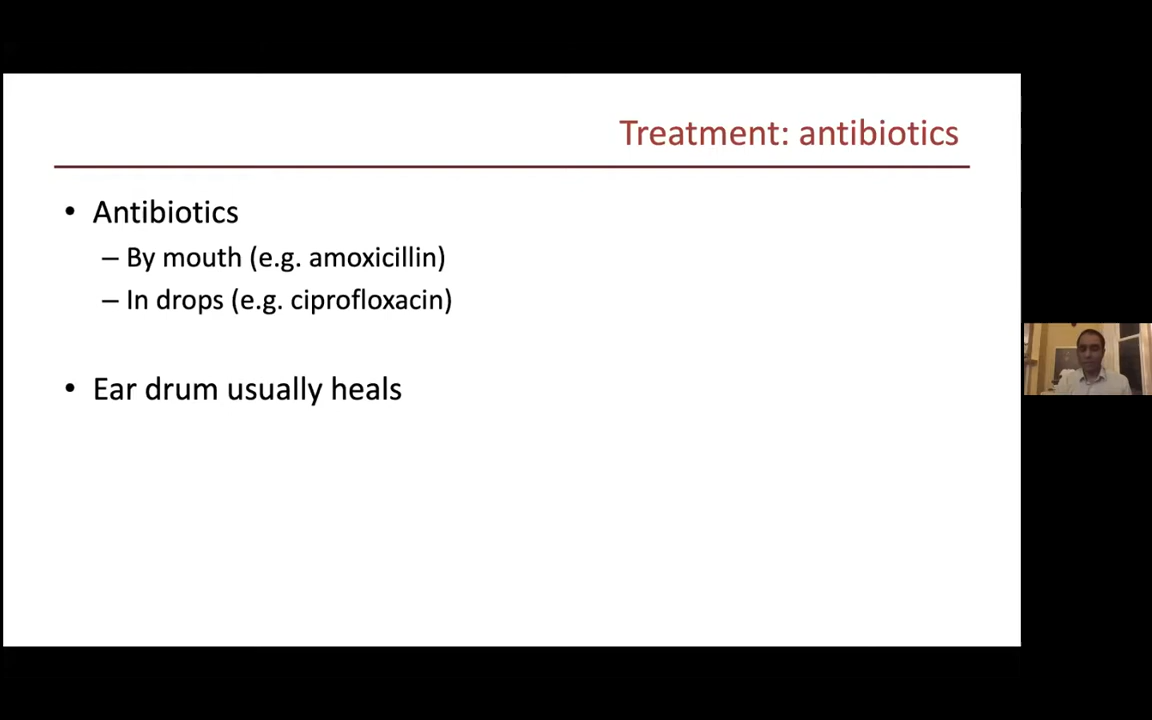 Treatment: antibiotics
• Antibiotics
– By mouth (e.g. amoxicillin)
– In drops (e.g. ciprofloxacin)
• Ear drum usually heals